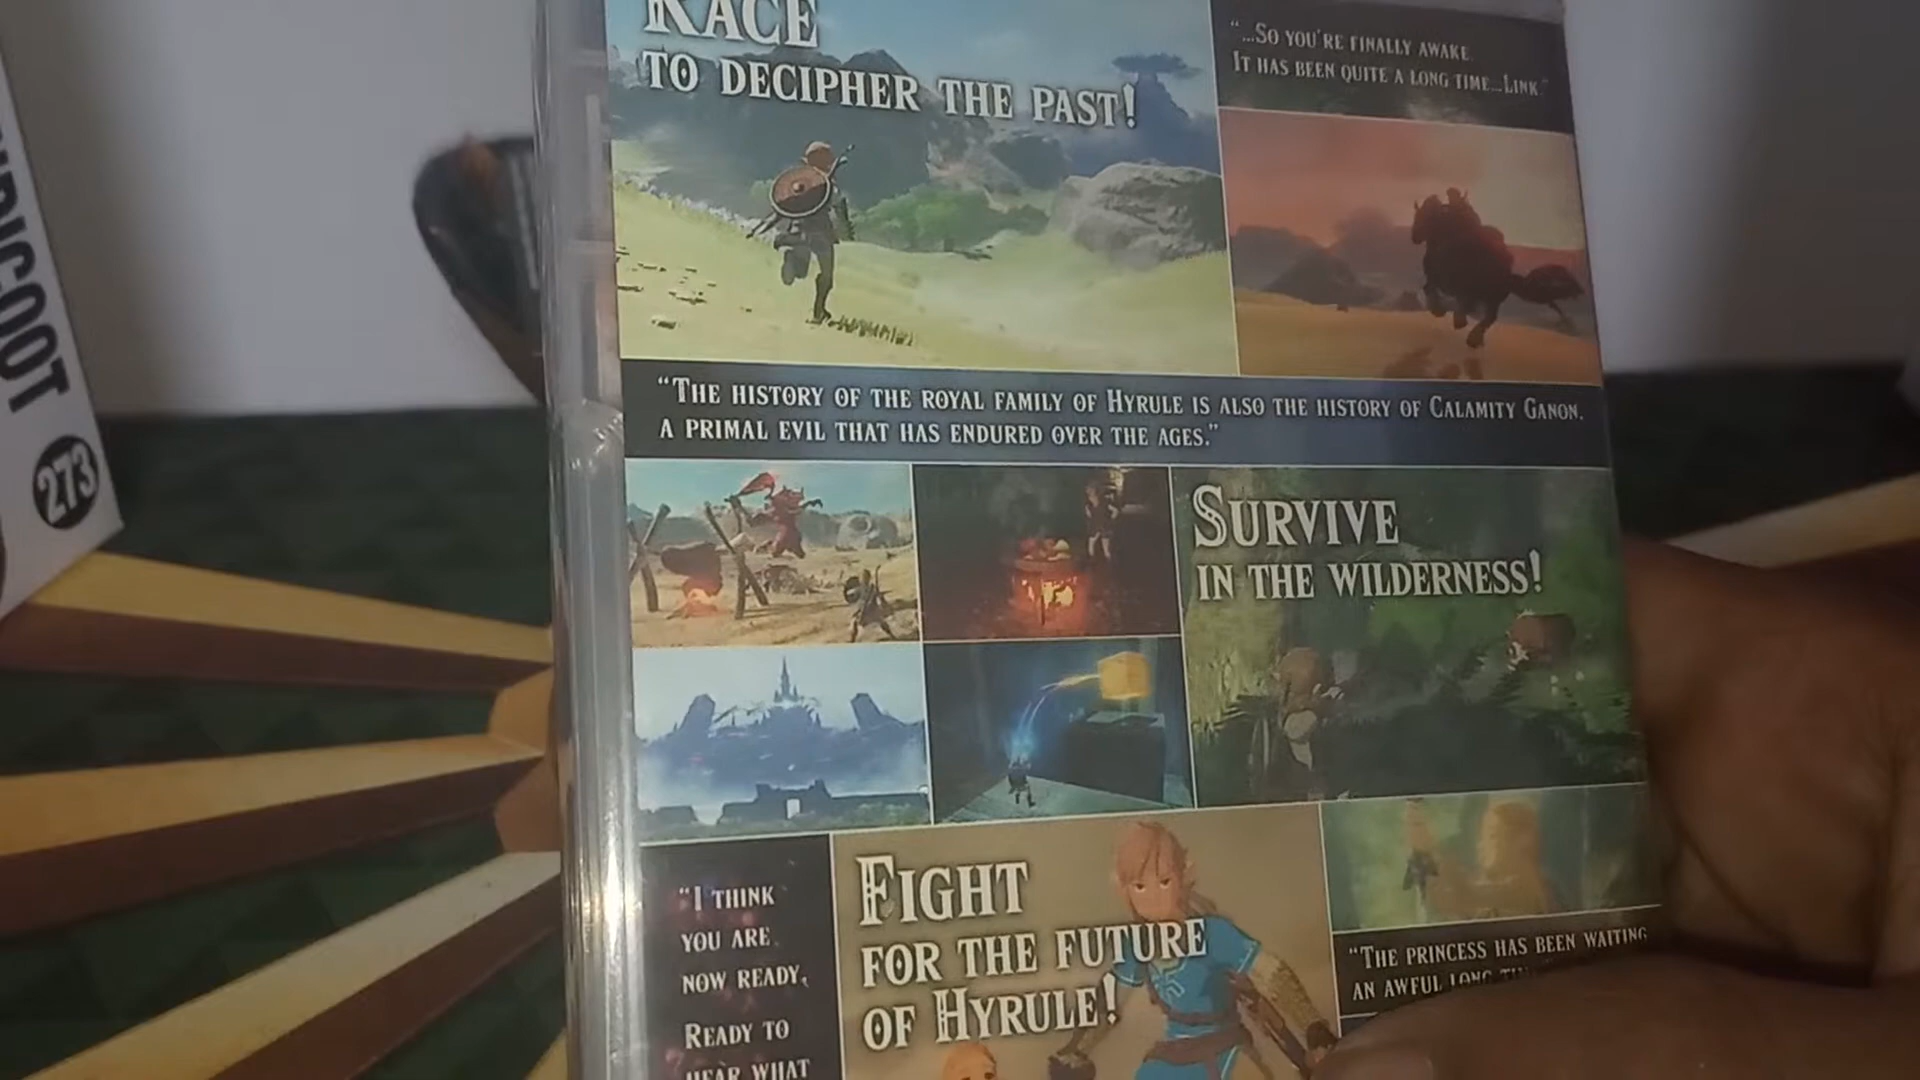 RACE
TO DECIPHER THE PAST!
"...SO YOU'RE FINALLY AWAKE.
IT HAS BEEN QUITE A LONG TIME...LINK."
"THE HISTORY OF THE ROYAL FAMILY OF HYRULE IS ALSO THE HISTORY OF CALAMITY GANON.
A PRIMAL EVIL THAT HAS ENDURED OVER THE AGES."
SURVIVE
IN THE WILDERNESS!
"I THINK
YOU ARE
NOW READY.
READY TO
HEAR WHAT
FIGHT
FOR THE FUTURE
OF HYRULE!
"THE PRINCESS HAS BEEN WAITING
AN AWFUL LONG
273